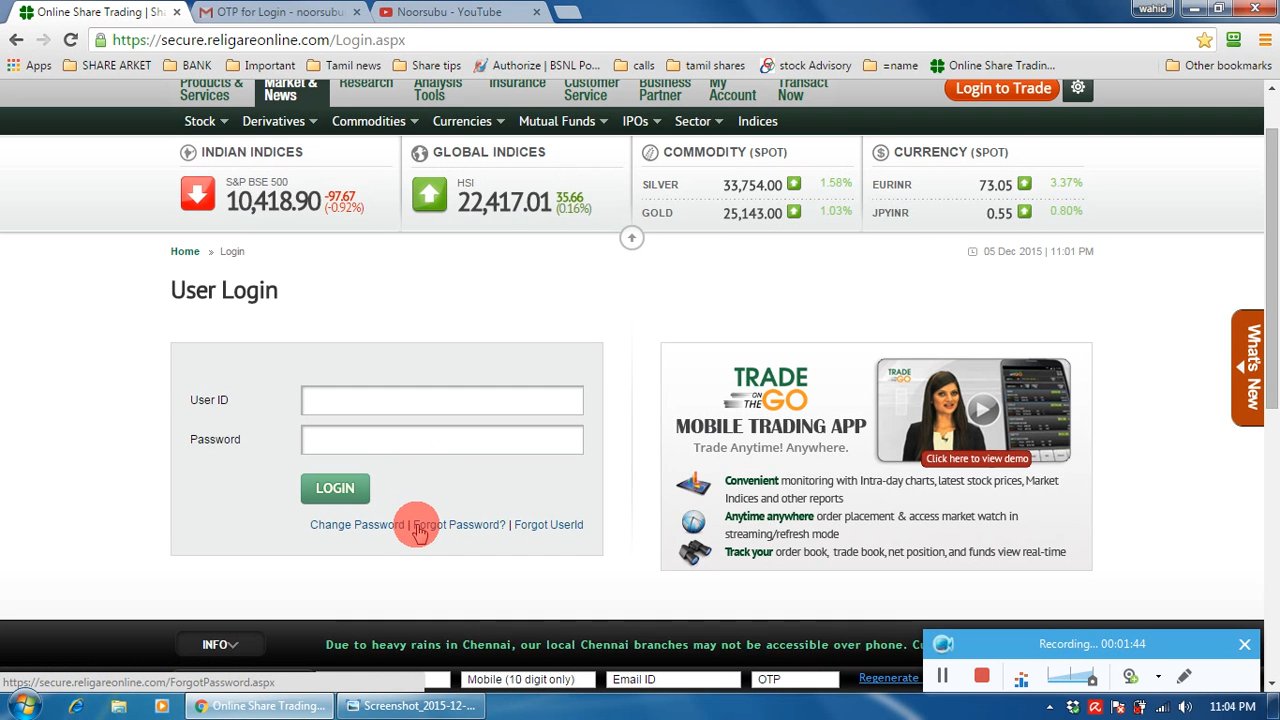 Online Share Trading | Sha
OTP for Login - noorsubu
Noorsubu - YouTube
wahid
https://secure.religareonline.com/Login.aspx
Apps
SHARE ARKET
BANK
Important
Tamil news
Share tips
Authorize | BSNL Po...
calls
tamil shares
stock Advisory
=name
Online Share Tradin...
Other bookmarks
Products & Services
Market & News
Research
Analysis Tools
Insurance
Customer Service
Business Partner
My Account
Transact Now
Login to Trade
Stock
Derivatives
Commodities
Currencies
Mutual Funds
IPOs
Sector
Indices
INDIAN INDICES
S&P BSE 500
10,418.90
-97.67
(-0.92%)
GLOBAL INDICES
HSI
22,417.01
35.66
(0.16%)
COMMODITY (SPOT)
SILVER 33,754.00 1.58%
GOLD 25,143.00 1.03%
CURRENCY (SPOT)
EURINR 73.05 3.37%
JPYINR 0.55 0.80%
Home » Login
05 Dec 2015 | 11:01 PM
User Login
User ID
Password
LOGIN
Change Password | Forgot Password? | Forgot UserId
TRADE
ON THE GO
MOBILE TRADING APP
Trade Anytime! Anywhere.
TRADE
GO
Click here to view demo
Convenient monitoring with Intra-day charts, latest stock prices, Market
Indices and other reports
Anytime anywhere order placement & access market watch in
streaming/refresh mode
Track your order book, trade book, net position, and funds view real-time
What's New
INFO
Due to heavy rains in Chennai, our local Chennai branches may not be accessible over phone.
Recording... 00:01:44
https://secure.religareonline.com/ForgotPassword.aspx
Mobile (10 digit only)
Email ID
OTP
Regenerate
Online Share Trading...
Screenshot_2015-12-...
11:04 PM